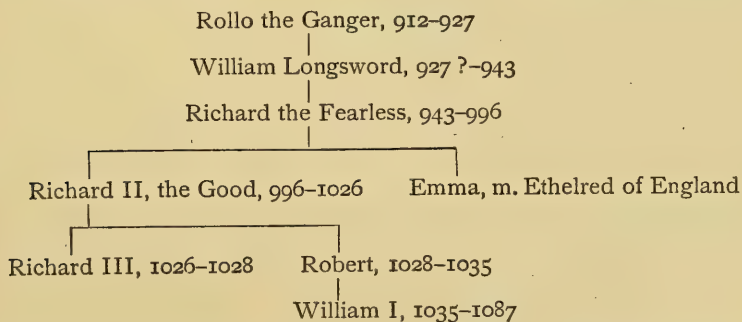 Rollo the Ganger, 912–927
William Longsword, 927 ?–943
Richard the Fearless, 943–996
Richard II, the Good, 996–1026 Emma, m. Ethelred of England
Richard III, 1026–1028 Robert, 1028–1035
William I, 1035–1087